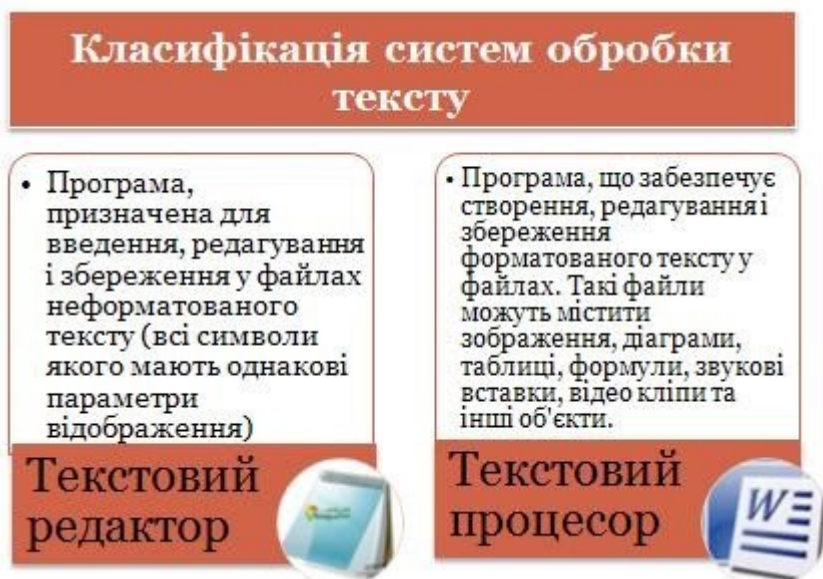 Класифікація систем обробки
тексту
• Програма,
призначена для
введення, редагування
і збереження у файлах
неформатованого
тексту (всі символи
якого мають однакові
параметри
відображення)
Текстовий
редактор
• Програма, що забезпечує
створення, редагування і
збереження
форматованого тексту у
файлах. Такі файли
можуть містити
зображення, діаграми,
таблиці, формули, звукові
вставки, відео кліпи та
інші об'єкти.
Текстовий
процесор
W